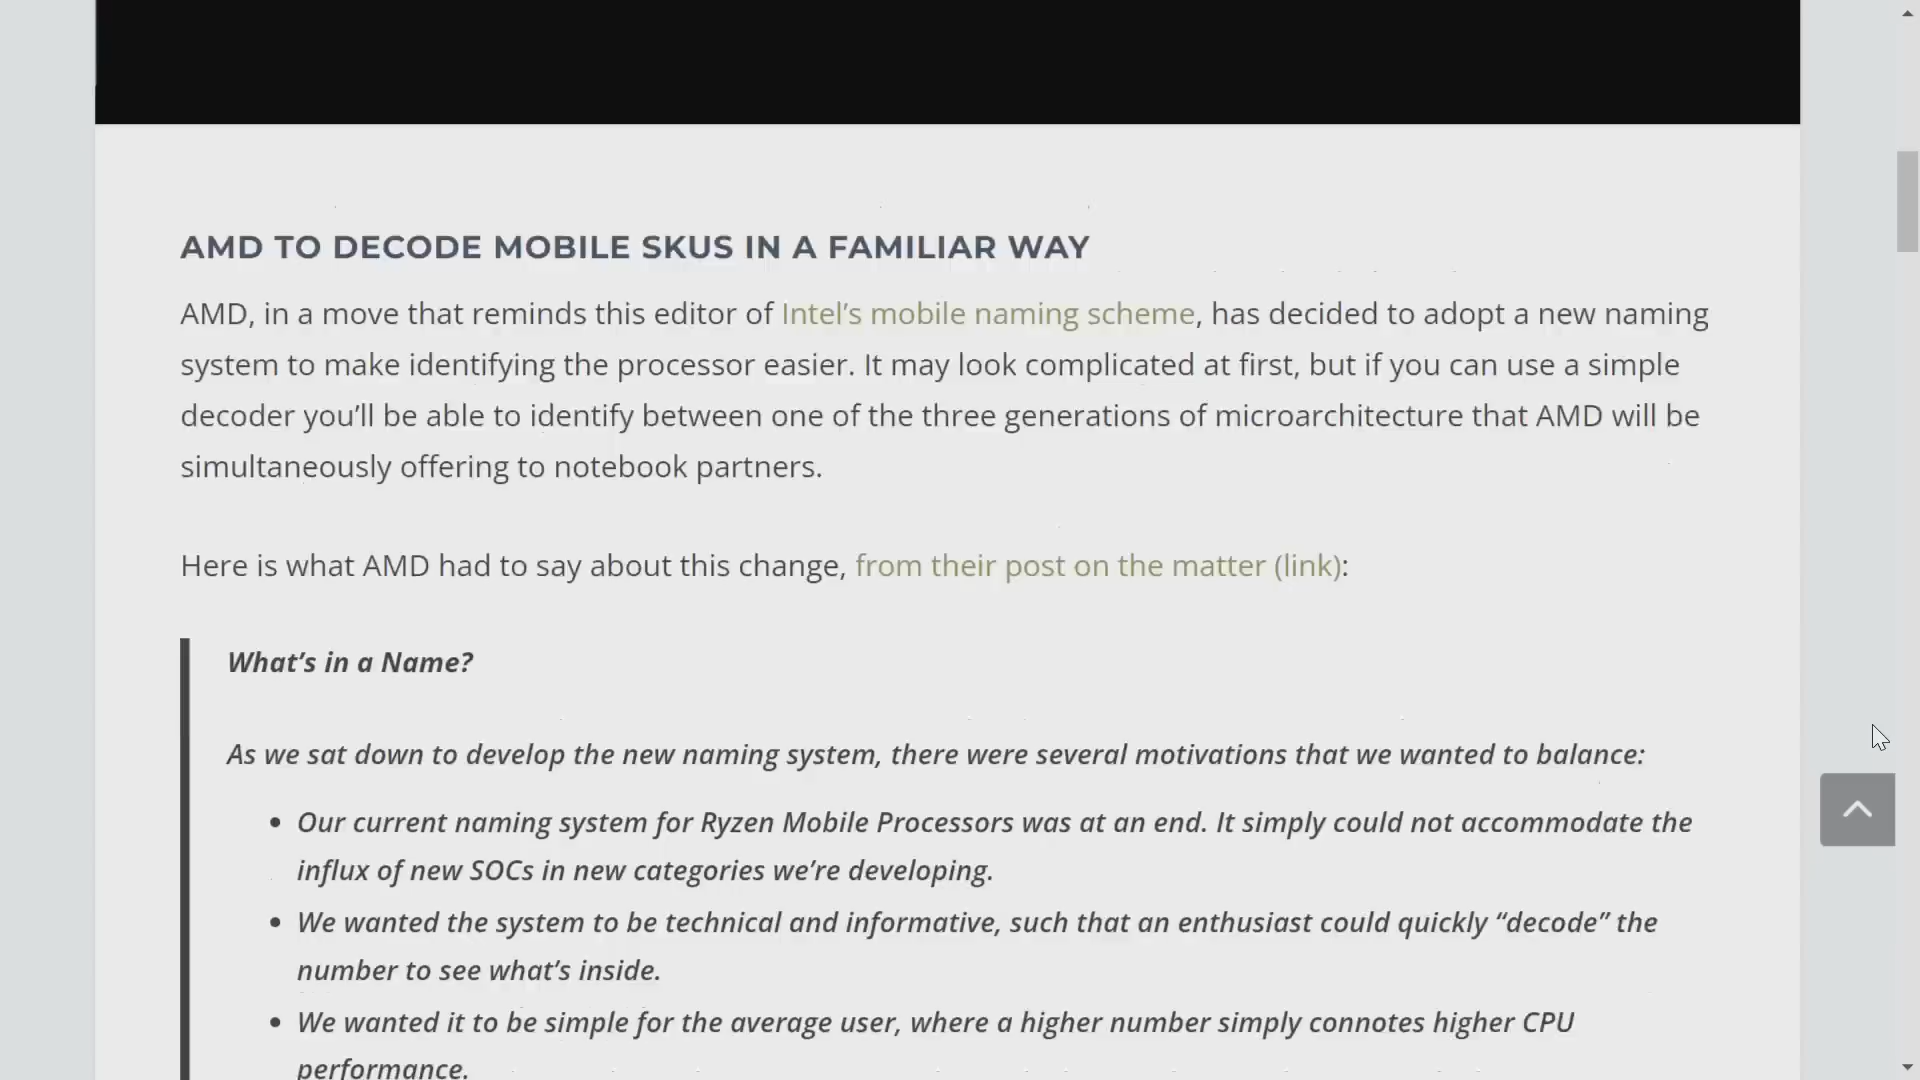 AMD TO DECODE MOBILE SKUS IN A FAMILIAR WAY
AMD, in a move that reminds this editor of Intel’s mobile naming scheme, has decided to adopt a new naming
system to make identifying the processor easier. It may look complicated at first, but if you can use a simple
decoder you’ll be able to identify between one of the three generations of microarchitecture that AMD will be
simultaneously offering to notebook partners.
Here is what AMD had to say about this change, from their post on the matter (link):
What’s in a Name?
As we sat down to develop the new naming system, there were several motivations that we wanted to balance:
• Our current naming system for Ryzen Mobile Processors was at an end. It simply could not accommodate the
influx of new SOCs in new categories we’re developing.
• We wanted the system to be technical and informative, such that an enthusiast could quickly “decode” the
number to see what’s inside.
• We wanted it to be simple for the average user, where a higher number simply connotes higher CPU
performance.